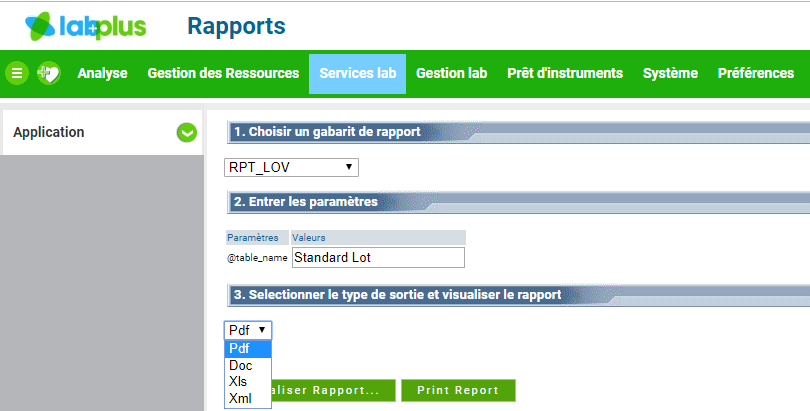 labplus
Rapports
Analyse Gestion des Ressources Services lab Gestion lab Prêt d'instruments Système Préférences
Application
1. Choisir un gabarit de rapport
RPT_LOV
2. Entrer les paramètres
Paramètres Valeurs
@table_name Standard Lot
3. Selectionner le type de sortie et visualiser le rapport
Pdf
Pdf
Doc
Xls
Xml
aliser Rapport... Print Report